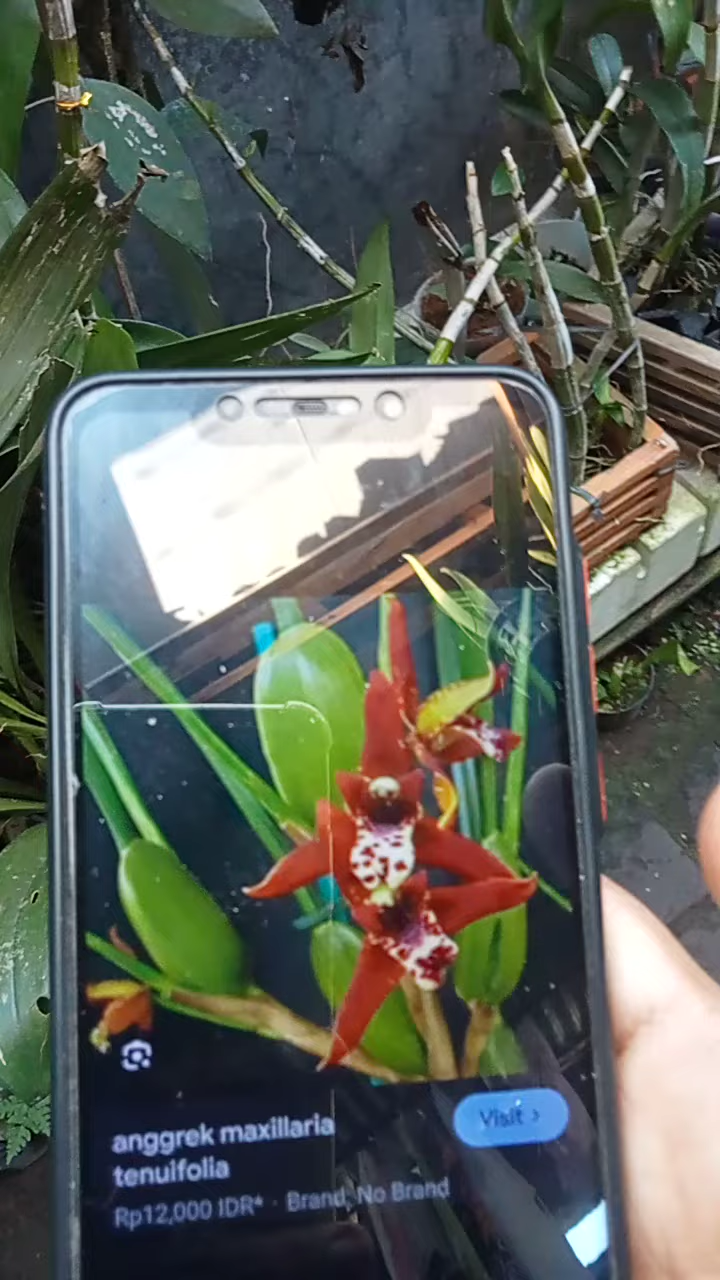 anggrek maxillaria
tenuifolia
Visit ›
Rp12,000 IDR* · Brand, No Brand